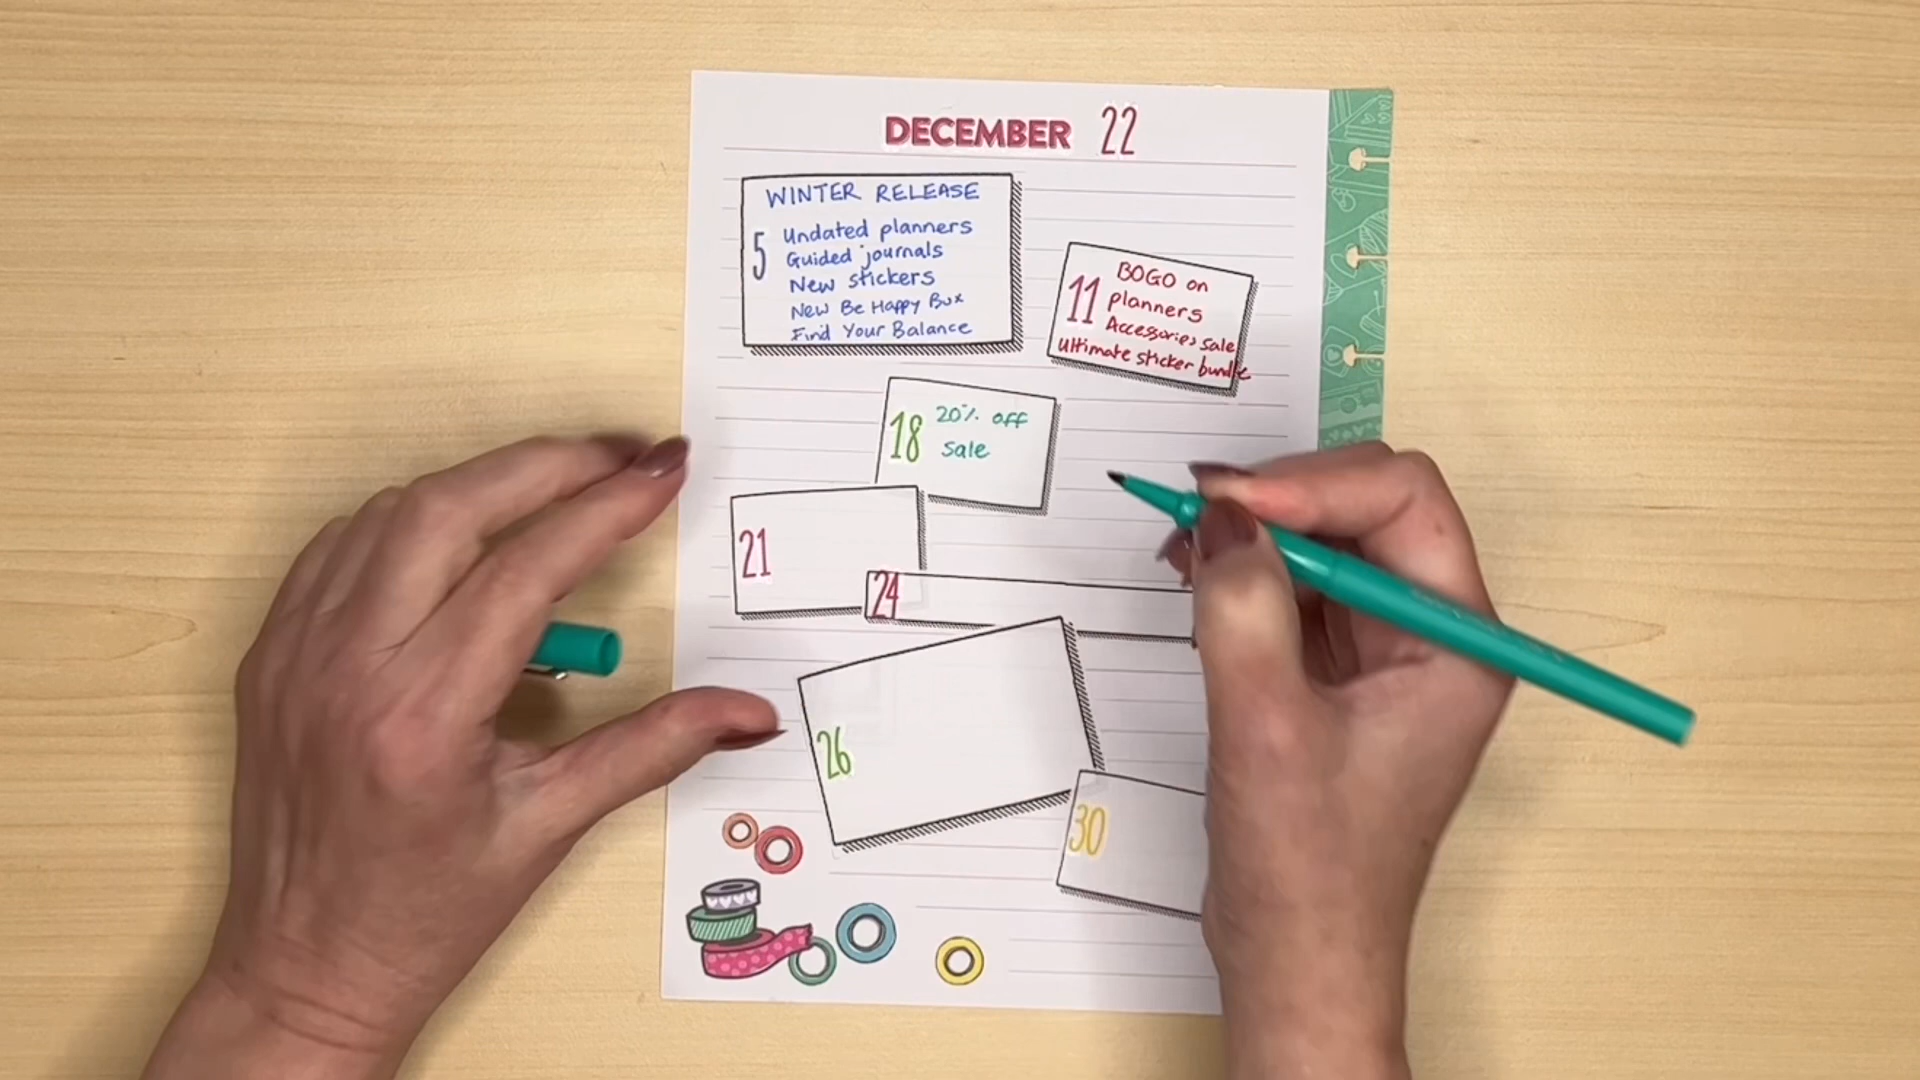 DECEMBER 22
WINTER RELEASE
5
Undated planners
Guided journals
New stickers
New Be Happy Box
Find Your Balance
11
BOGO on
planners
Accessories sale
Ultimate sticker bundle
18
20% off
Sale
21
24
26
30